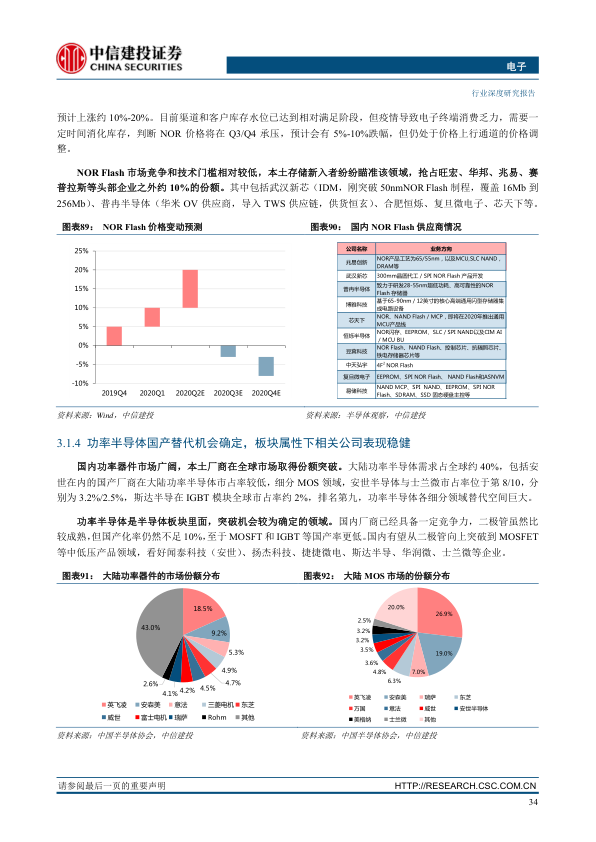 中信建投证券
CHINA SECURITIES
电子
行业深度研究报告
预计上涨约 10%-20%。目前渠道和客户库存水位已达到相对满足阶段，但疫情导致电子终端消费乏力，需要一
定时间消化库存，判断 NOR 价格将在 Q3/Q4 承压，预计会有 5%-10%跌幅，但仍处于价格上行通道的价格调
整。
NOR Flash 市场竞争和技术门槛相对较低，本土存储新入者纷纷瞄准该领域，抢占旺宏、华邦、兆易、赛
普拉斯等头部企业之外约 10%的份额。其中包括武汉新芯（IDM，刚突破 50nmNOR Flash 制程，覆盖 16Mb 到
256Mb）、普冉半导体（华米 OV 供应商，导入 TWS 供应链，供货恒玄）、合肥恒烁、复旦微电子、芯天下等。
图表89： NOR Flash 价格变动预测
25%
20%
15%
10%
5%
0%
-5%
-10%
2019Q4 2020Q1 2020Q2E 2020Q3E 2020Q4E
资料来源：Wind，中信建投
图表90： 国内 NOR Flash 供应商情况
公司名称 业务方向
兆易创新 NOR产品工艺为65/55nm，以及MCU,SLC NAND，
DRAM等
武汉新芯 300mm晶圆代工 / SPI NOR Flash 产品开发
普冉半导体 致力于研发28-55nm超低功耗、高可靠性的NOR
Flash 存储器
博雅科技 基于65-90nm / 12英寸的核心高端通用闪型存储器集
成电路设备
芯天下 NOR、NAND Flash / MCP，即将在2020年推出通用
MCU产品线
恒烁半导体 NOR闪存、EEPROM、SLC / SPI NAND以及CIM AI
/ MCU BU
豆萁科技 NOR Flash、NAND Flash、控制芯片、抗辐照芯片、
铁电存储器芯片等
中天弘宇 4F² NOR Flash
复旦微电子 EEPROM、SPI NOR Flash、 NAND Flash和ASNVM
易储科技 NAND MCP、SPI NAND、EEPROM、SPI NOR
Flash、SDRAM、SSD 固态硬盘主控等
资料来源：半导体观察，中信建投
3.1.4 功率半导体国产替代机会确定，板块属性下相关公司表现稳健
国内功率器件市场广阔，本土厂商在全球市场取得份额突破。大陆功率半导体需求占全球约 40%，包括安
世在内的国产厂商在大陆功率半导体市占率较低，细分 MOS 领域，安世半导体与士兰微市占率位于第 8/10，分
别为 3.2%/2.5%，斯达半导在 IGBT 模块全球市占率约 2%，排名第九，功率半导体各细分领域替代空间巨大。
功率半导体是半导体板块里面，突破机会较为确定的领域。国内厂商已经具备一定竞争力，二极管虽然比
较成熟，但国产化率仍然不足 10%，至于 MOSFT 和 IGBT 等国产率更低。国内有望从二极管向上突破到 MOSFET
等中低压产品领域，看好闻泰科技（安世）、扬杰科技、捷捷微电、斯达半导、华润微、士兰微等企业。
图表91： 大陆功率器件的市场份额分布
18.5%
9.2%
5.3%
4.9%
4.7%
4.5%
4.2%
4.1%
2.6%
43.0%
英飞凌 安森美 意法 三菱电机 东芝
威世 富士电机 瑞萨 Rohm 其他
资料来源：中国半导体协会，中信建投
图表92： 大陆 MOS 市场的份额分布
26.9%
19.0%
7.0%
6.3%
4.8%
3.6%
3.5%
3.2%
3.2%
2.5%
20.0%
英飞凌 安森美 瑞萨 东芝
万国 意法 威世 安世半导体
美格纳 士兰微 其他
资料来源：中国半导体协会，中信建投
请参阅最后一页的重要声明
HTTP://RESEARCH.CSC.COM.CN
34